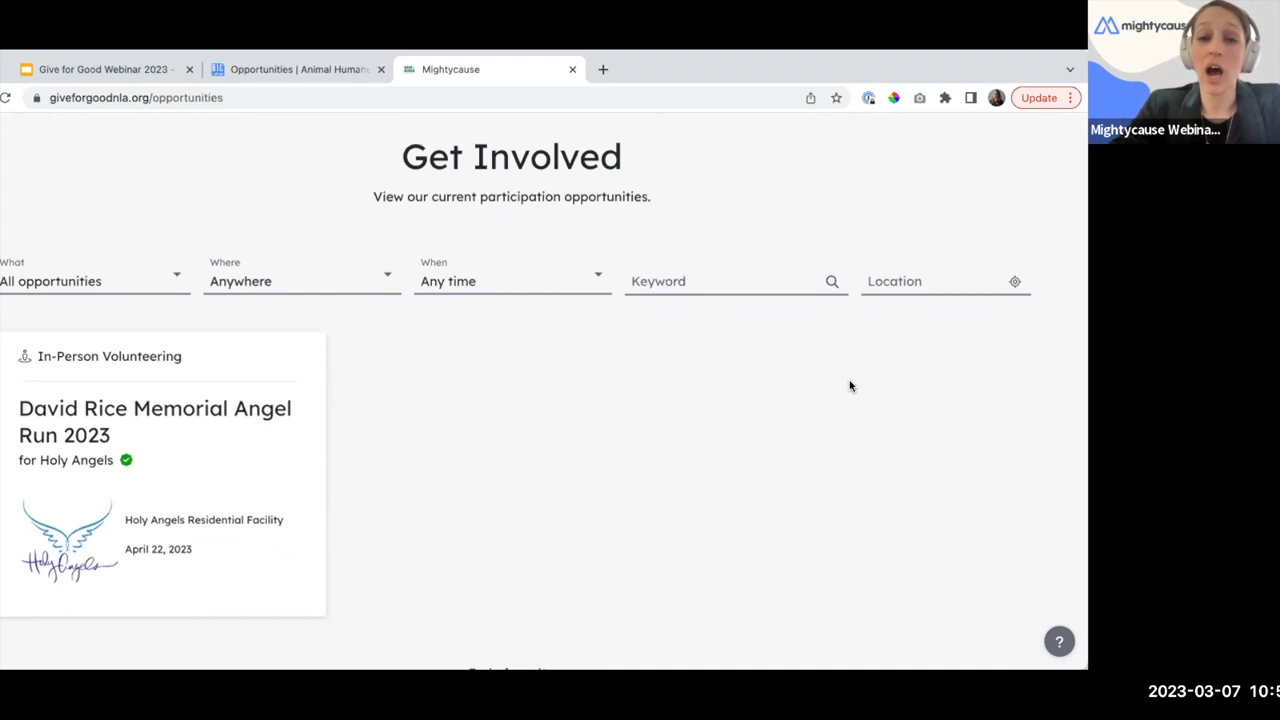 mightycaus
Give for Good Webinar 2023 -
Opportunities | Animal Human
Mightycause
giveforgoodnla.org/opportunities
Update
Mightycause Webina...
Get Involved
View our current participation opportunities.
What
Where
When
All opportunities
Anywhere
Any time
Keyword
Location
In-Person Volunteering
David Rice Memorial Angel
Run 2023
for Holy Angels
Holy Angels Residential Facility
Holy Angels
April 22, 2023
?
2023-03-07 10:5